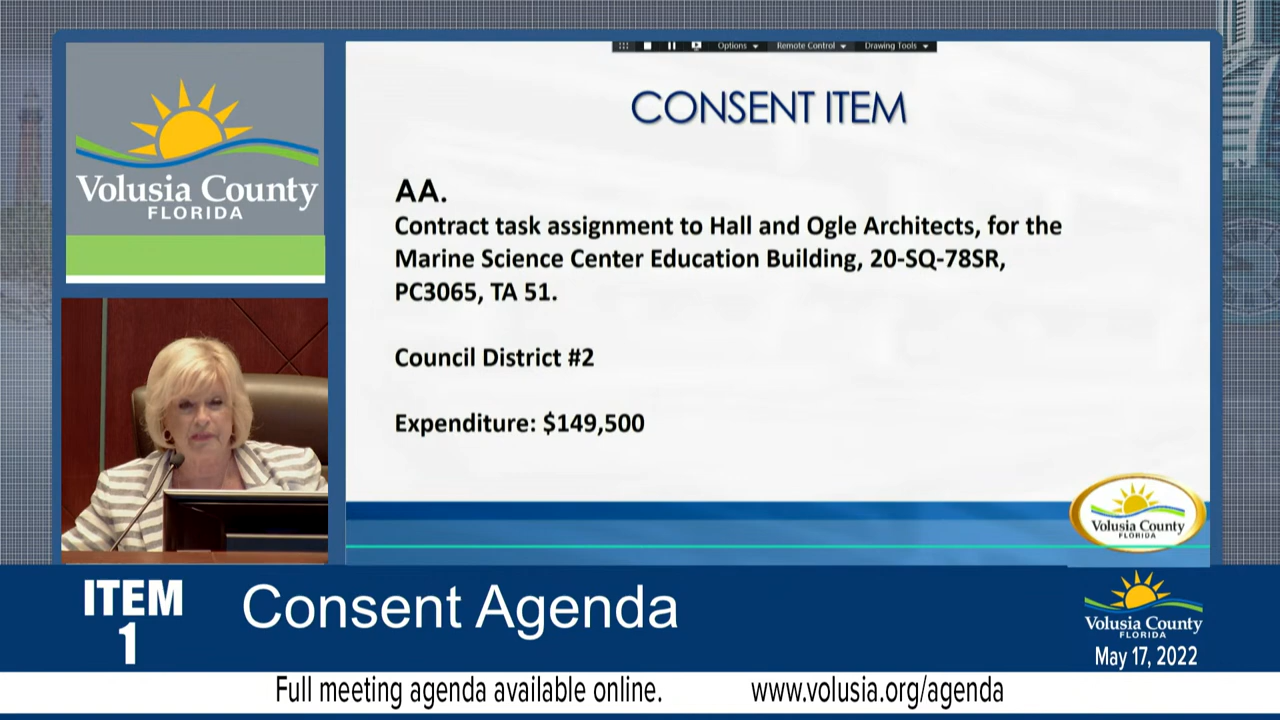 Options
Remote Control
Drawing Tools
CONSENT ITEM
Volusia County
FLORIDA
AA.
Contract task assignment to Hall and Ogle Architects, for the
Marine Science Center Education Building, 20-SQ-78SR,
PC3065, TA 51.
Council District #2
Expenditure: $149,500
Volusia County
FLORIDA
ITEM
1
Consent Agenda
Volusia County
FLORIDA
May 17, 2022
Full meeting agenda available online.
www.volusia.org/agenda